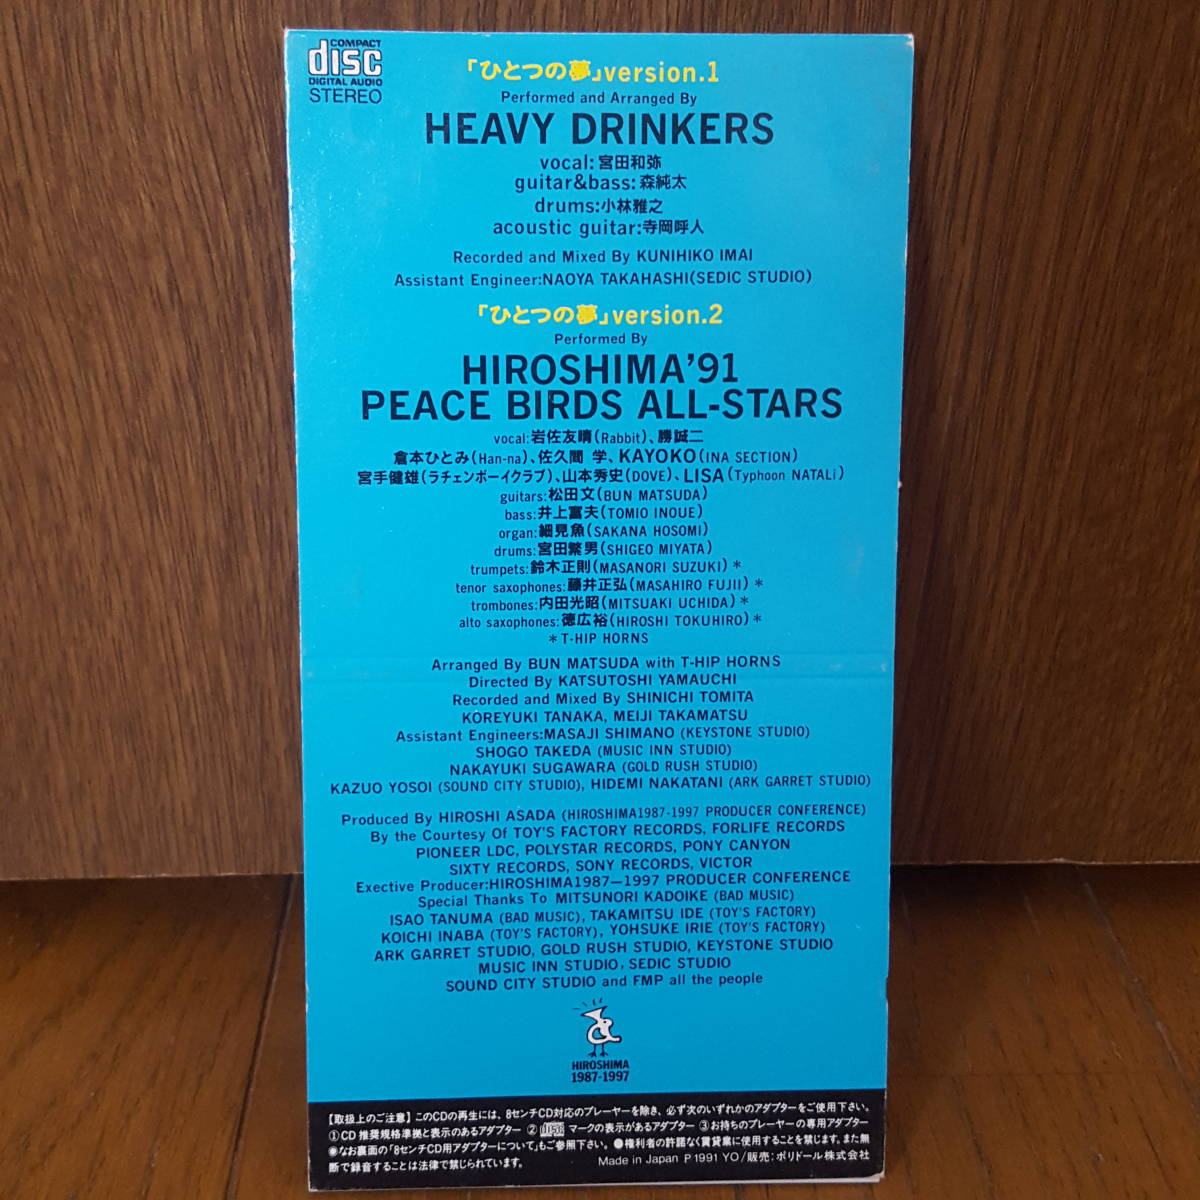 COMPACT
disc
DIGITAL AUDIO
STEREO
「ひとつの夢」version.1
Performed and Arranged By
HEAVY DRINKERS
vocal:宮田和弥
guitar&bass:森純太
drums:小林雅之
acoustic guitar:寺岡呼人
Recorded and Mixed By KUNIHIKO IMAI
Assistant Engineer:NAOYA TAKAHASHI(SEDIC STUDIO)
「ひとつの夢」version.2
Performed By
HIROSHIMA'91
PEACE BIRDS ALL-STARS
vocal:岩佐友晴(Rabbit)、勝誠二
倉本ひとみ(Han-na)、佐久間 学、KAYOKO(INA SECTION)
宮手健雄(ラチェンボーイクラブ)、山本秀史(DOVE)、LISA(Typhoon NATALi)
guitars:松田文(BUN MATSUDA)
bass:井上富夫(TOMIO INOUE)
organ:細見魚(SAKANA HOSOMI)
drums:宮田繁男(SHIGEO MIYATA)
trumpets:鈴木正則(MASANORI SUZUKI)＊
tenor saxophones:藤井正弘(MASAHIRO FUJII)＊
trombones:内田光昭(MITSUAKI UCHIDA)＊
alto saxophones:徳広裕(HIROSHI TOKUHIRO)＊
＊T-HIP HORNS
Arranged By BUN MATSUDA with T-HIP HORNS
Directed By KATSUTOSHI YAMAUCHI
Recorded and Mixed By SHINICHI TOMITA
KOREYUKI TANAKA, MEIJI TAKAMATSU
Assistant Engineers:MASAJI SHIMANO (KEYSTONE STUDIO)
SHOGO TAKEDA (MUSIC INN STUDIO)
NAKAYUKI SUGAWARA (GOLD RUSH STUDIO)
KAZUO YOSOI (SOUND CITY STUDIO), HIDEMI NAKATANI (ARK GARRET STUDIO)
Produced By HIROSHI ASADA (HIROSHIMA1987-1997 PRODUCER CONFERENCE)
By the Courtesy Of TOY'S FACTORY RECORDS, FORLIFE RECORDS
PIONEER LDC, POLYSTAR RECORDS, PONY CANYON
SIXTY RECORDS, SONY RECORDS, VICTOR
Exective Producer:HIROSHIMA1987—1997 PRODUCER CONFERENCE
Special Thanks To MITSUNORI KADOIKE (BAD MUSIC)
ISAO TANUMA (BAD MUSIC), TAKAMITSU IDE (TOY'S FACTORY)
KOICHI INABA (TOY'S FACTORY), YOHSUKE IRIE (TOY'S FACTORY)
ARK GARRET STUDIO, GOLD RUSH STUDIO, KEYSTONE STUDIO
MUSIC INN STUDIO, SEDIC STUDIO
SOUND CITY STUDIO and FMP all the people
HIROSHIMA
1987-1997
【取扱上のご注意】このCDの再生には、8センチCD対応のプレーヤーを除き、必ず次のいずれかのアダプターをご使用下さい。
①CD 推奨規格準拠と表示のあるアダプター ②disc マークの表示があるアダプター ③お持ちのプレーヤーの専用アダプター
◉なお裏面の「8センチCD用アダプターについて」もご参照下さい。●権利者の許諾なく賃貸業に使用することを禁じます。また無
断で録音することは法律で禁じられています。 Made in Japan P 1991 YO/販売：ポリドール株式会社